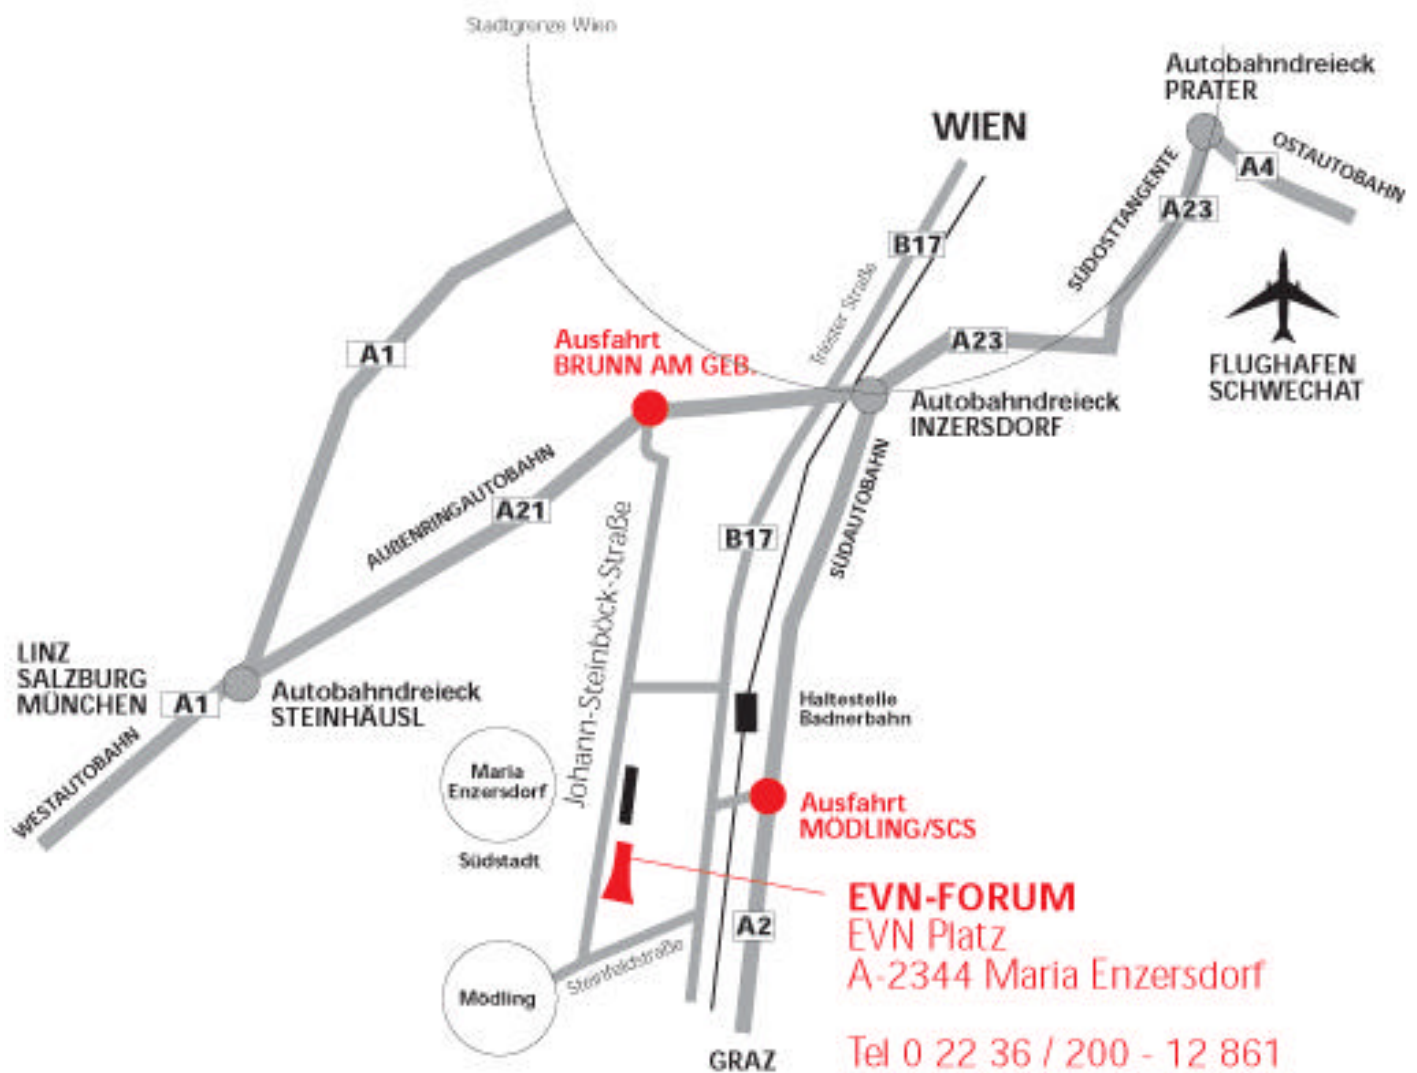 Stadtgrenze Wien
Autobahndreieck
PRATER
WIEN
OSTAUTOBAHN
A4
SÜDOSTTANGENTE
A23
B17
Triester Straße
A23
FLUGHAFEN
SCHWECHAT
A1
Ausfahrt
BRUNN AM GEB.
Autobahndreieck
INZERSDORF
AUßENRINGAUTOBAHN
A21
SÜDAUTOBAHN
B17
Johann-Steinböck-Straße
LINZ
SALZBURG
MÜNCHEN
A1
Autobahndreieck
STEINHÄUSL
WESTAUTOBAHN
Haltestelle
Badnerbahn
Maria
Enzersdorf
Ausfahrt
MÖDLING/SCS
Südstadt
EVN-FORUM
EVN Platz
A-2344 Maria Enzersdorf
A2
Steinfeldstraße
Mödling
GRAZ
Tel 0 22 36 / 200 - 12 861